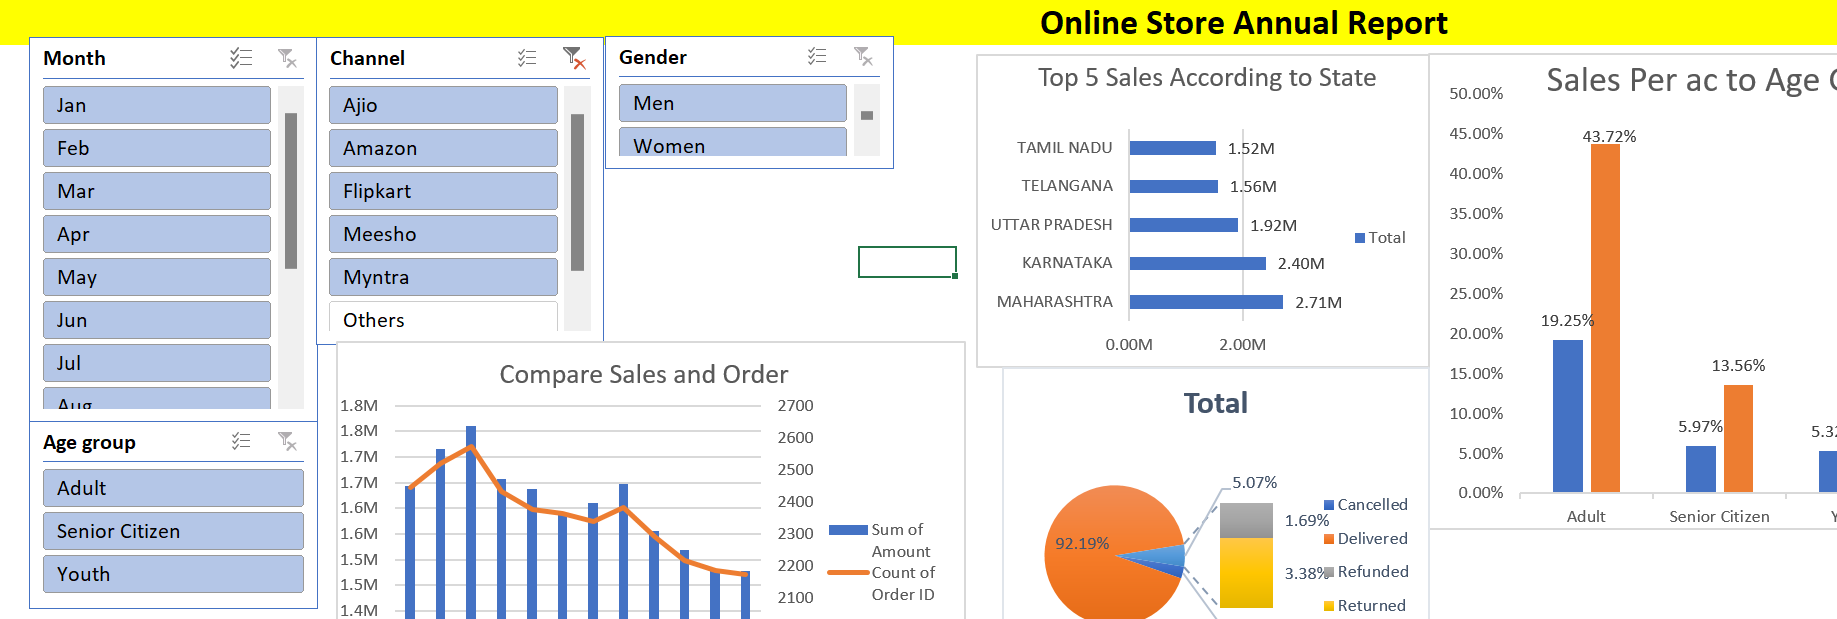 Online Store Annual Report
Month
Jan
Feb
Mar
Apr
May
Jun
Jul
Aug
Channel
Ajio
Amazon
Flipkart
Meesho
Myntra
Others
Gender
Men
Women
Age group
Adult
Senior Citizen
Youth
Compare Sales and Order
1.8M
1.8M
1.7M
1.7M
1.6M
1.6M
1.5M
1.5M
1.4M
2700
2600
2500
2400
2300
2200
2100
Sum of
Amount
Count of
Order ID
Top 5 Sales According to State
TAMIL NADU 1.52M
TELANGANA 1.56M
UTTAR PRADESH 1.92M
KARNATAKA 2.40M
MAHARASHTRA 2.71M
0.00M 2.00M
Total
Total
92.19%
5.07%
1.69%
3.38%
Cancelled
Delivered
Refunded
Returned
Sales Per ac to Age
50.00%
45.00%
40.00%
35.00%
30.00%
25.00%
20.00%
15.00%
10.00%
5.00%
0.00%
43.72%
19.25%
13.56%
5.97%
5.32
Adult Senior Citizen